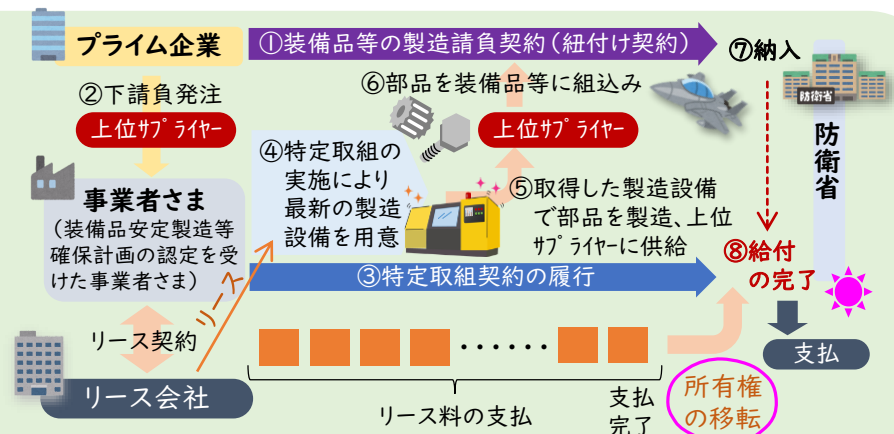 プライム企業
①装備品等の製造請負契約(紐付け契約)
⑦納入
②下請負発注
⑥部品を装備品等に組込み
防衛省
上位サプライヤー
上位サプライヤー
防衛省
④特定取組の
実施により
最新の製造
設備を用意
事業者さま
(装備品安定製造等
確保計画の認定を受
けた事業者さま)
⑤取得した製造設備
で部品を製造、上位
サプライヤーに供給
⑧給付
の完了
リース
③特定取組契約の履行
リース契約
・・・・・・
支払
リース会社
リース料の支払
支払
完了
所有権
の移転